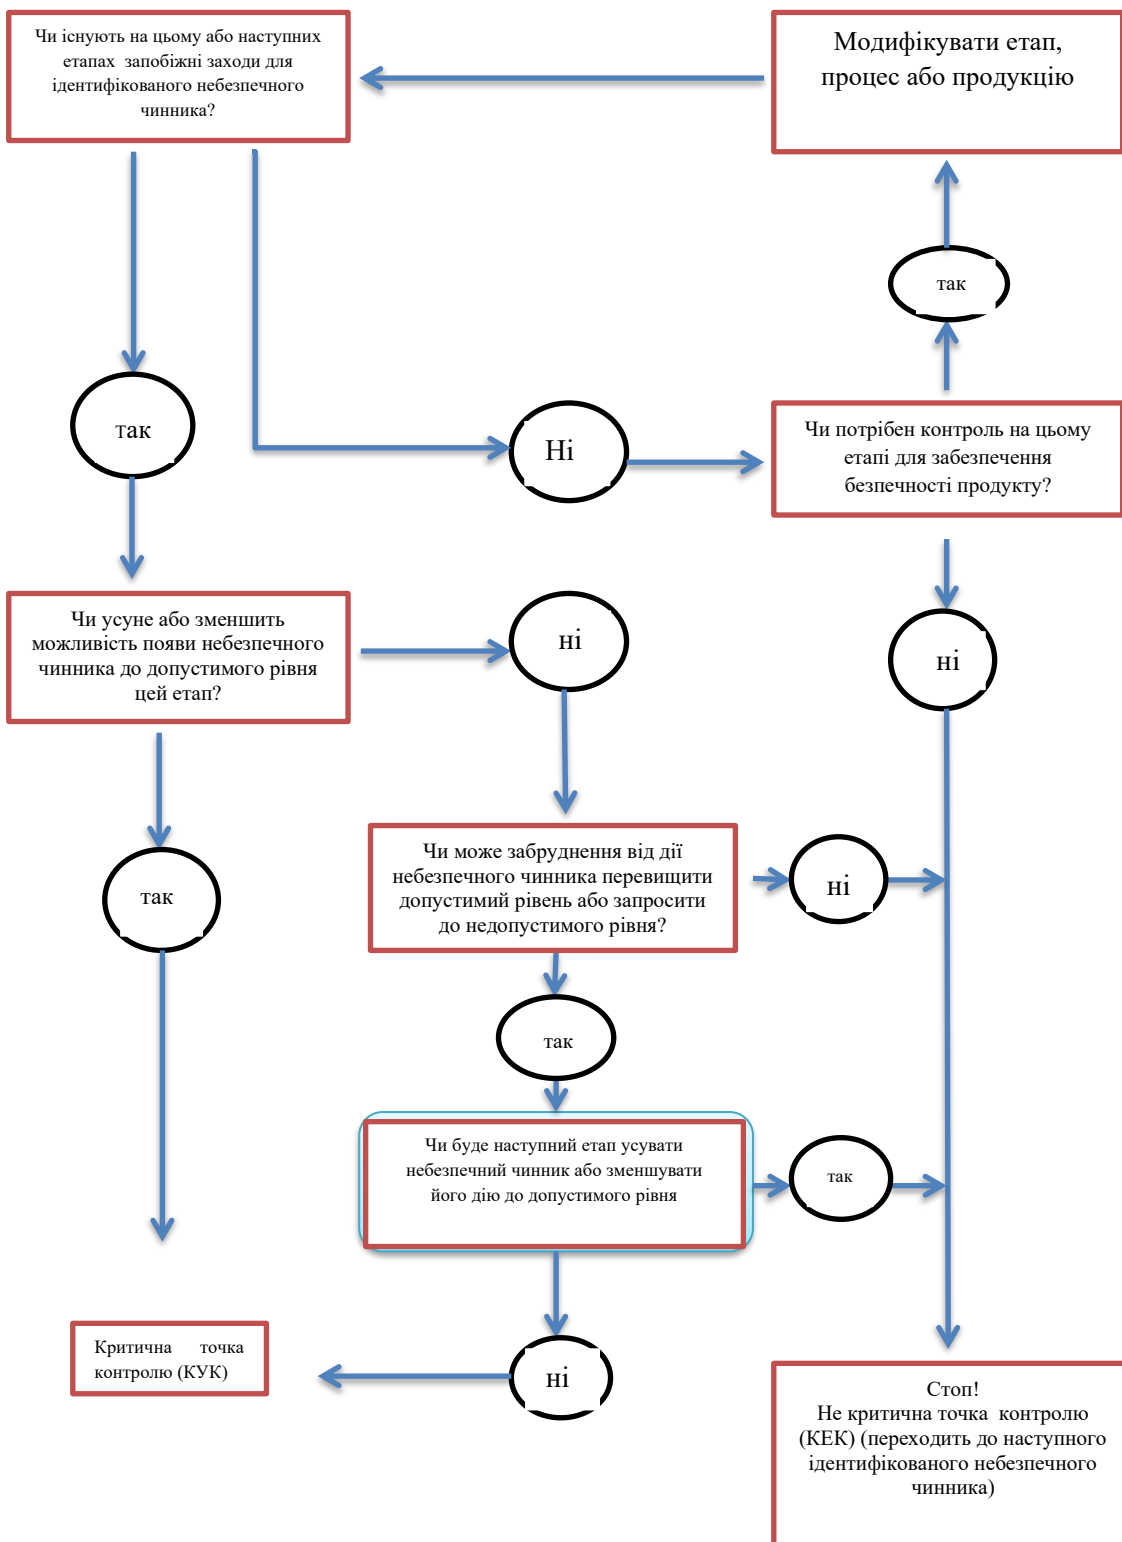 Чи існують на цьому або наступних
етапах запобіжні заходи для
ідентифікованого небезпечного
чинника?
Модифікувати етап,
процес або продукцію
так
так
Ні
Чи потрібен контроль на цьому
етапі для забезпечення
безпечності продукту?
Чи усуне або зменшить
можливість появи небезпечного
чинника до допустимого рівня
цей етап?
ні
ні
так
Чи може забруднення від дії
небезпечного чинника перевищити
допустимий рівень або запросити
до недопустимого рівня?
ні
так
Чи буде наступний етап усувати
небезпечний чинник або зменшувати
його дію до допустимого рівня
так
Критична точка
контролю (КУК)
ні
Стоп!
Не критична точка контролю
(КЕК) (переходить до наступного
ідентифікованого небезпечного
чинника)